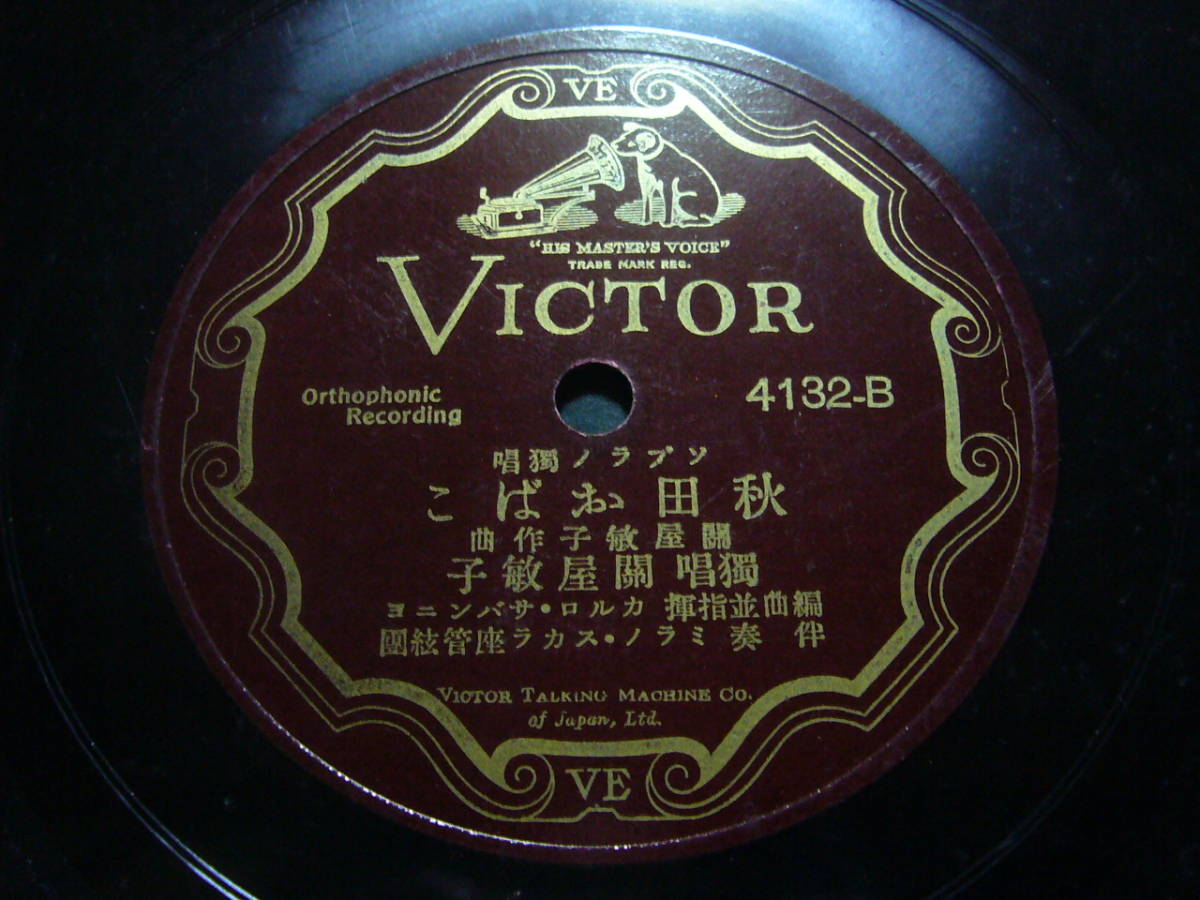 VE
"HIS MASTER'S VOICE"
TRADE MARK REG.
VICTOR
Orthophonic
Recording
4132-B
ソプラノ獨唱
秋田おばこ
關屋敏子作曲
獨唱 關屋敏子
編曲並指揮 カルロ・サバンニヨ
伴奏 ミラノ・スカラ座管絃團
VICTOR TALKING MACHINE CO.
of Japan, Ltd.
VE